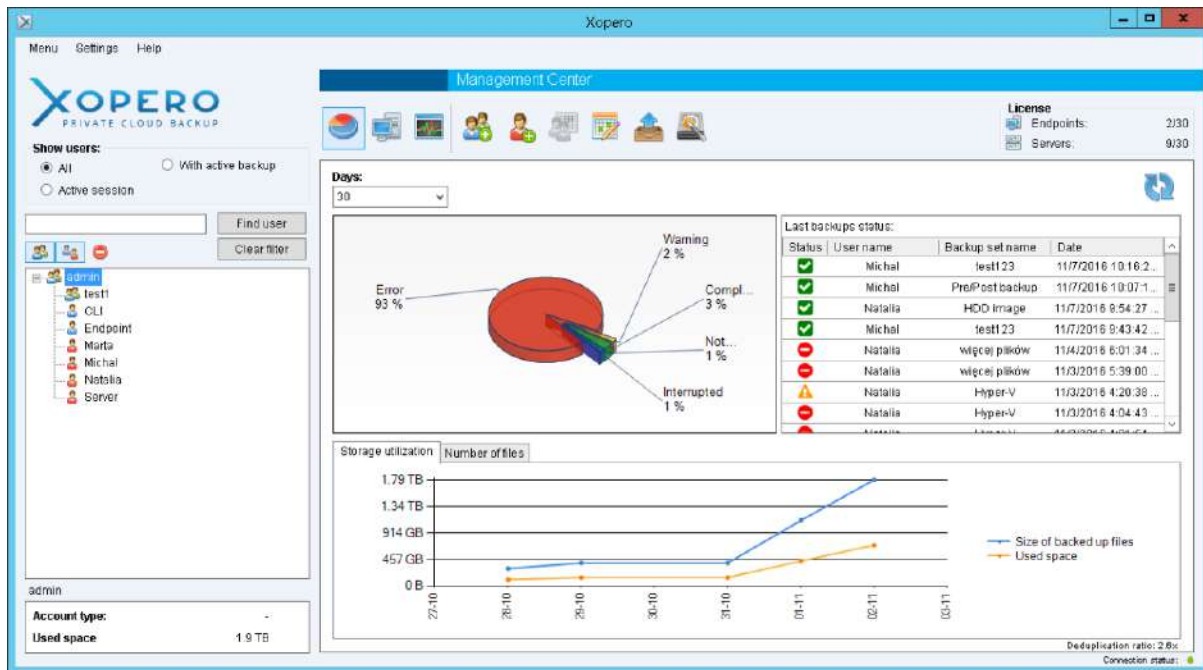 Xopero
Menu Settings Help
XOPERO
PRIVATE CLOUD BACKUP
Show users:
All
With active backup
Active session
Find user
Clear filter
admin
test1
CLI
Endpoint
Marta
Michal
Natalia
Server
admin
Account type: -
Used space 1.9 TB
Management Center
License
Endpoints: 2/30
Servers: 9/30
Days:
30
Error
93 %
Warning
2 %
Compl...
3 %
Not...
1 %
Interrupted
1 %
Last backups status:
Status User name Backup set name Date
Michal test123 11/7/2016 10:16:2...
Michal Pre/Post backup 11/7/2016 10:07:1...
Natalia HDD image 11/7/2016 9:54:27 ...
Michal test123 11/7/2016 9:43:42 ...
Natalia więcej plików 11/4/2016 6:01:34 ...
Natalia więcej plików 11/3/2016 5:39:00 ...
Natalia Hyper-V 11/3/2016 4:20:38 ...
Natalia Hyper-V 11/3/2016 4:04:43 ...
Storage utilization Number of files
1.79 TB
1.34 TB
914 GB
457 GB
0 B
27-10 28-10 29-10 30-10 31-10 01-11 02-11 03-11
Size of backed up files
Used space
Deduplication ratio: 2.6x
Connection status: